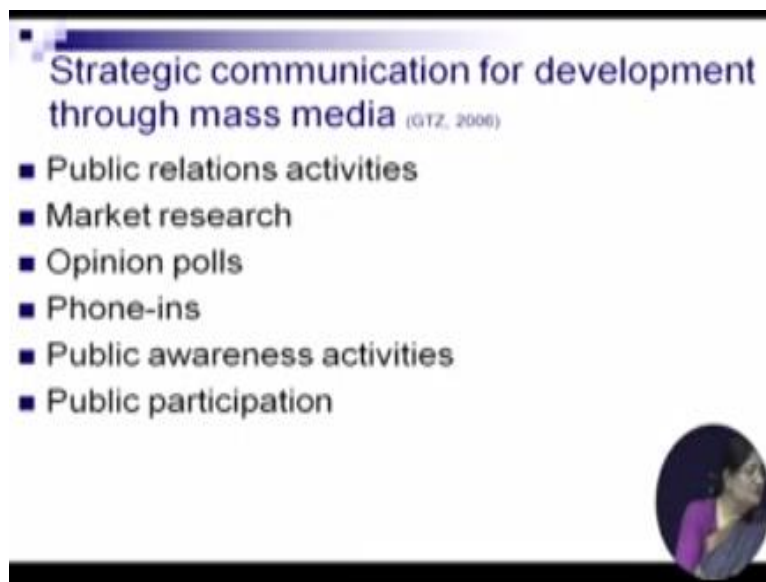 Strategic communication for development
through mass media (GTZ, 2006)
Public relations activities
Market research
Opinion polls
Phone-ins
Public awareness activities
Public participation